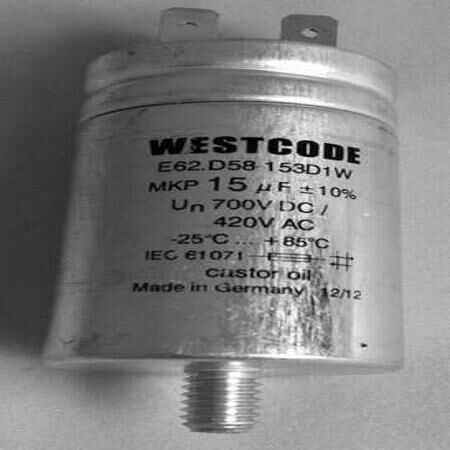 WESTCODE
E62.D58-153D1W
MKP 15 µF ±10%
Un 700V DC /
420V AC
-25°C ... +85°C
IEC 61071
castor oil
Made in Germany 12/12